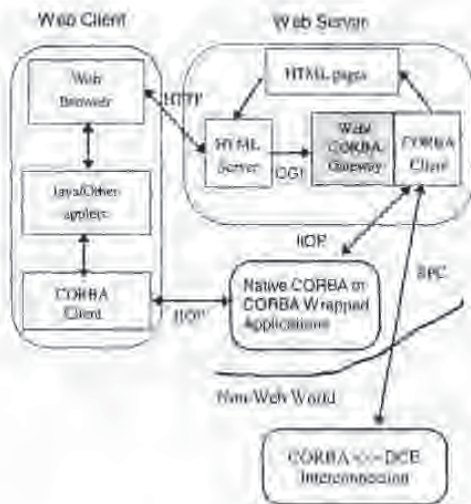 Web Client
Web Server
Web
Browser
HTTP
HTML pages
HTML
Server
CGI
Web/
CORBA
Gateway
CORBA
Client
Java/Other
applets
IIOP
RPC
CORBA
Client
IIOP
Native CORBA or
CORBA Wrapped
Applications
Non-Web World
CORBA <--> DCE
Interconnection